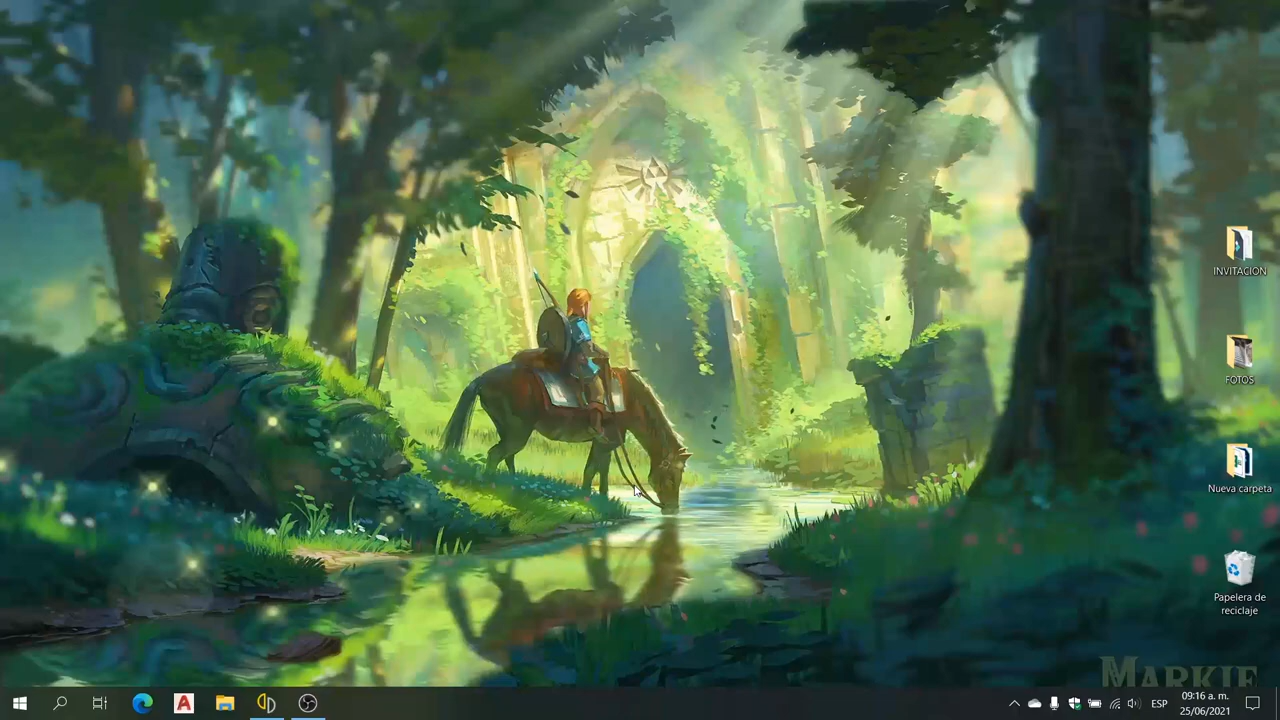 INVITACION
FOTOS
Nueva carpeta
Papelera de
reciclaje
MARKIE
ESP
09:16 a. m.
25/06/2021